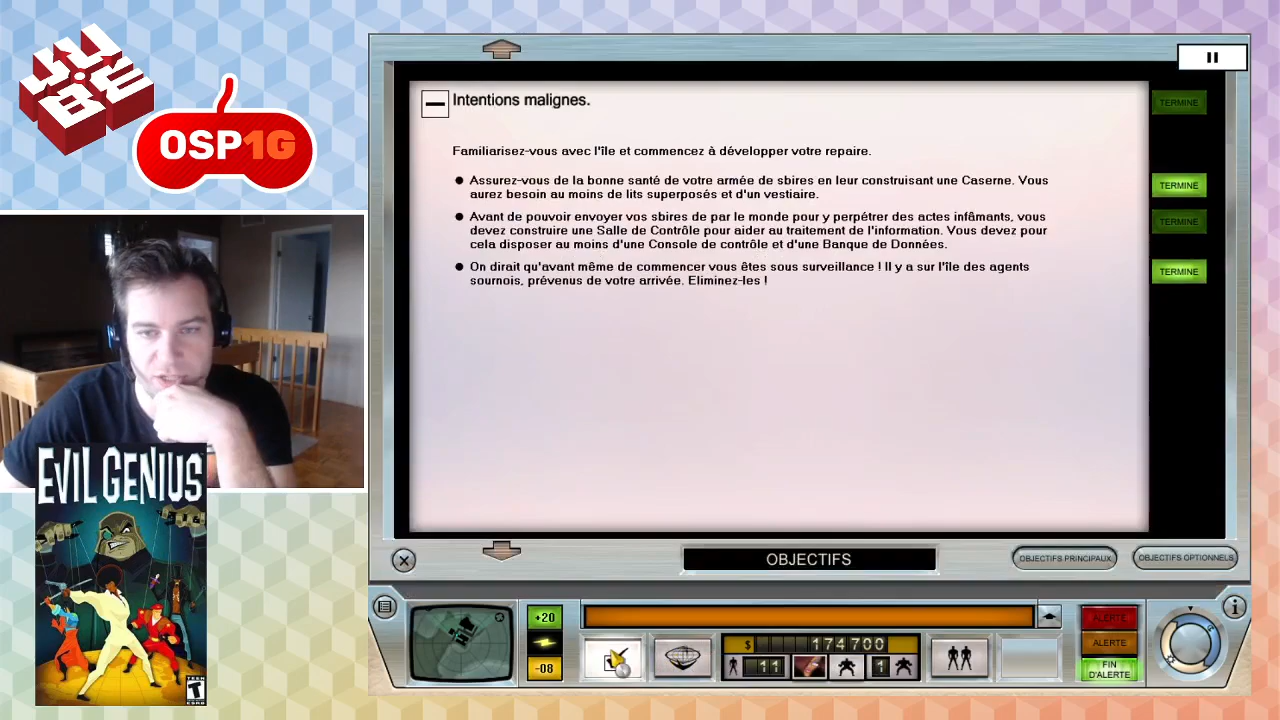 JUBE
OSP1G
Intentions malignes.
TERMINE
Familiarisez-vous avec l'île et commencez à développer votre repaire.
Assurez-vous de la bonne santé de votre armée de sbires en leur construisant une Caserne. Vous
aurez besoin au moins de lits superposés et d'un vestiaire.
TERMINE
Avant de pouvoir envoyer vos sbires de par le monde pour y perpétrer des actes infâmants, vous
devez construire une Salle de Contrôle pour aider au traitement de l'information. Vous devez pour
cela disposer au moins d'une Console de contrôle et d'une Banque de Données.
TERMINE
On dirait qu'avant même de commencer vous êtes sous surveillance ! Il y a sur l'île des agents
sournois, prévenus de votre arrivée. Eliminez-les !
TERMINE
OBJECTIFS
OBJECTIFS PRINCIPAUX
OBJECTIFS OPTIONNELS
EVIL GENIUS
TEEN
T
ESRB
+20
-08
$ 174700
11
1
ALERTE
ALERTE
FIN
D'ALERTE
i